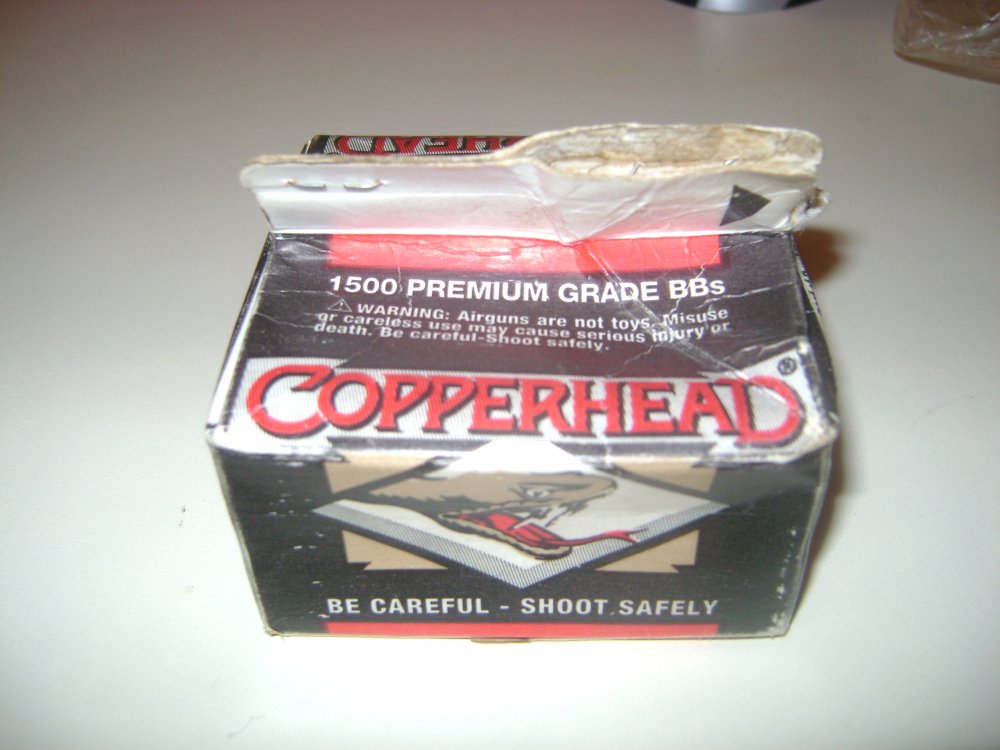 1500 PREMIUM GRADE BBs
⚠ WARNING: Airguns are not toys. Misuse
or careless use may cause serious injury or
death. Be careful-Shoot safely.
COPPERHEAD®
BE CAREFUL - SHOOT SAFELY